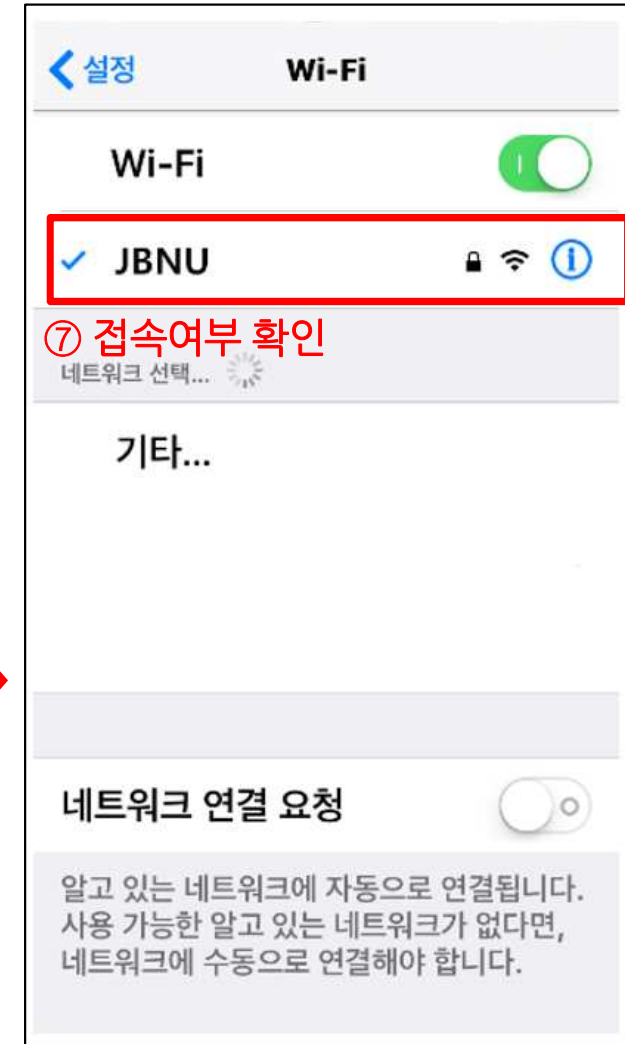 설정 Wi-Fi
Wi-Fi
JBNU
⑦ 접속여부 확인
네트워크 선택...
기타...
네트워크 연결 요청
알고 있는 네트워크에 자동으로 연결됩니다.
사용 가능한 알고 있는 네트워크가 없다면,
네트워크에 수동으로 연결해야 합니다.